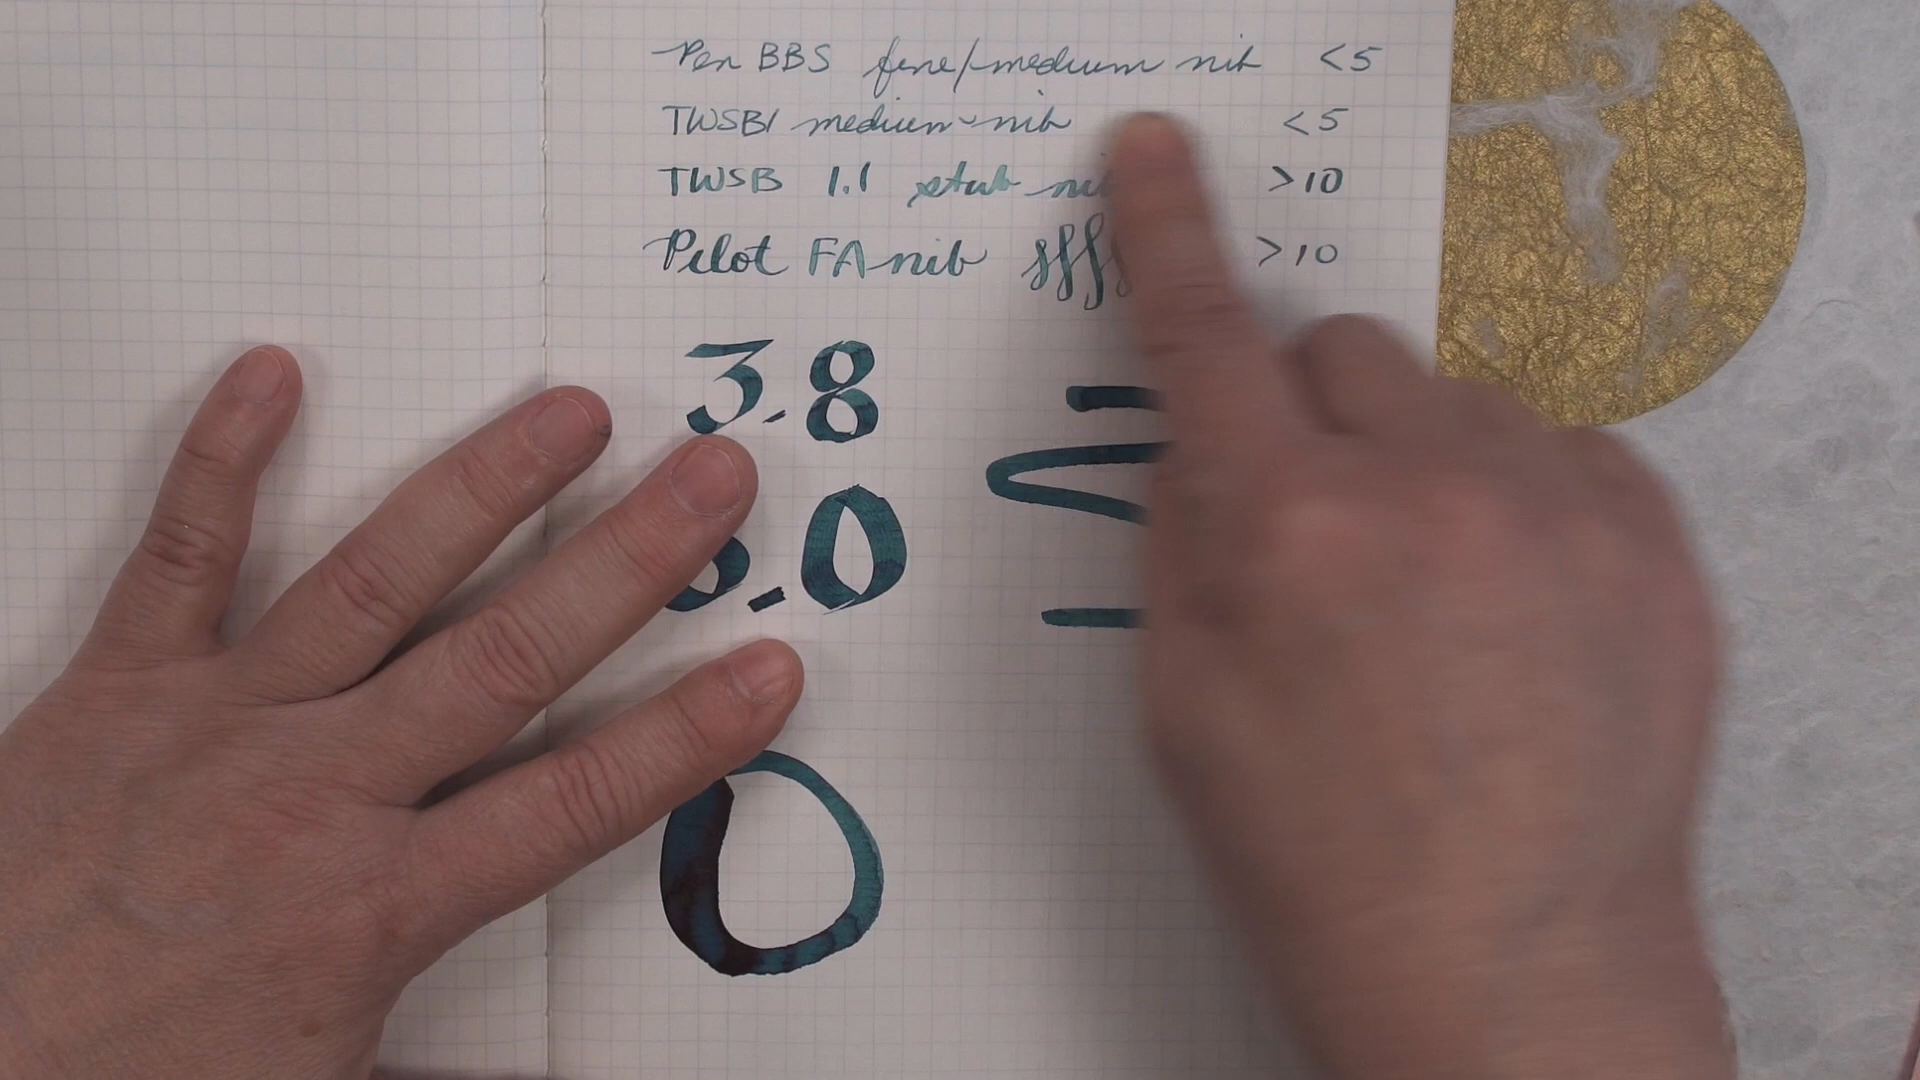 Pen BBS fine/medium nib <5
TWSBI medium nib <5
TWSB 1.1 stub >10
Pilot FA nib >10
3.8
.0